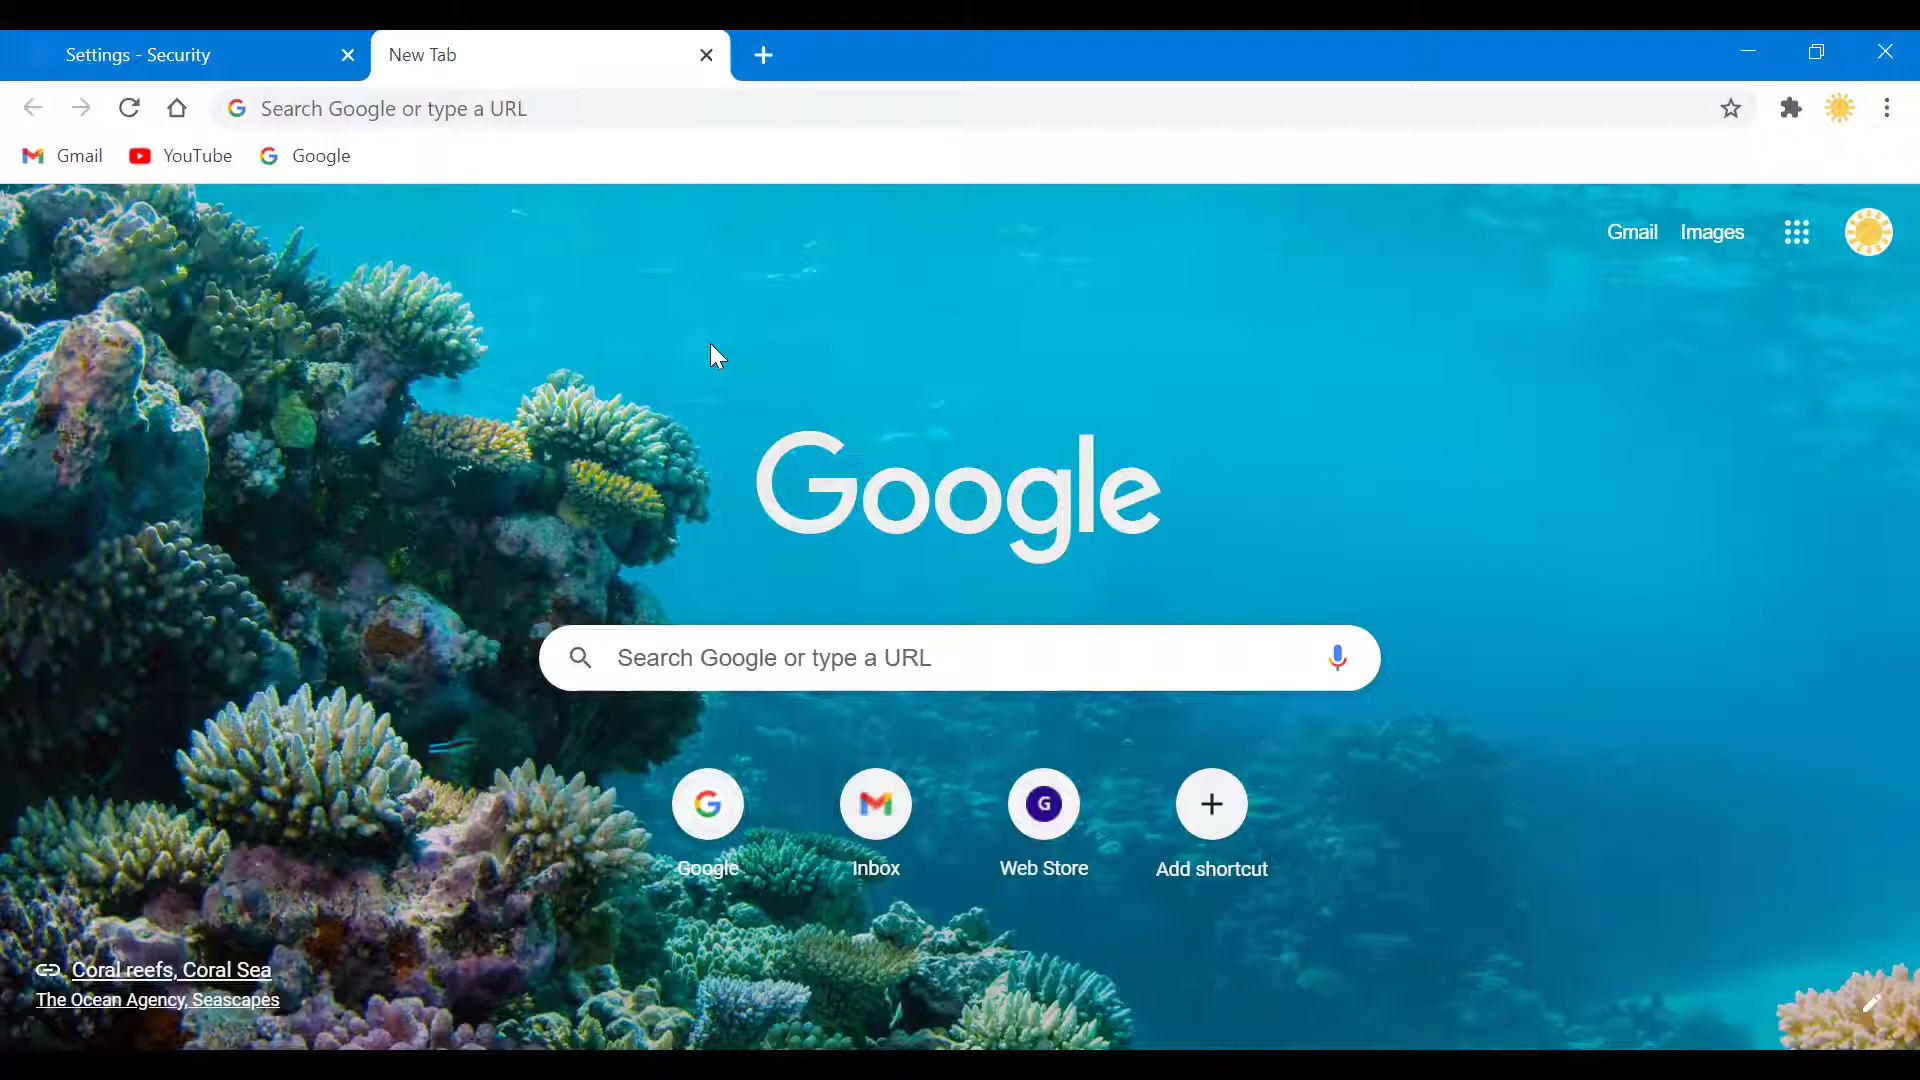 Settings - Security
New Tab
Search Google or type a URL
Gmail YouTube Google
Gmail Images
Google
Search Google or type a URL
G
Google Inbox Web Store Add shortcut
Coral reefs, Coral Sea
The Ocean Agency, Seascapes